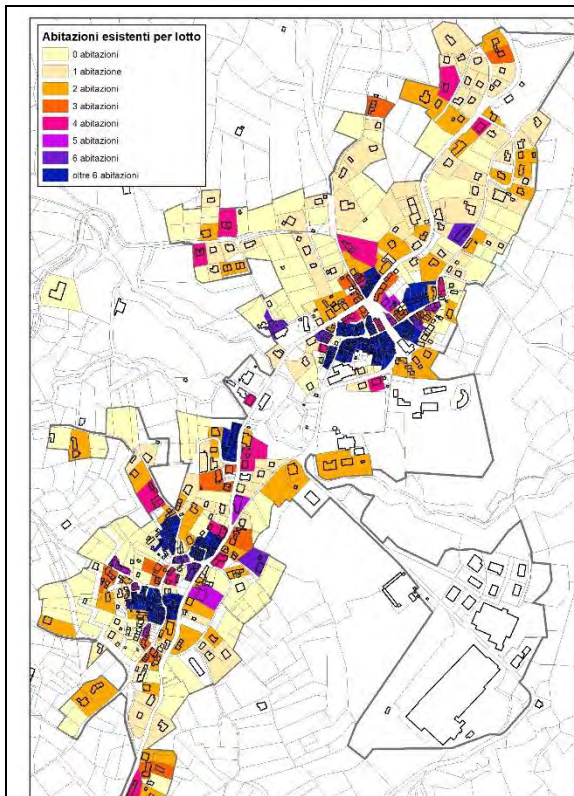 Abitazioni esistenti per lotto
0 abitazioni
1 abitazione
2 abitazioni
3 abitazioni
4 abitazioni
5 abitazioni
6 abitazioni
oltre 6 abitazioni